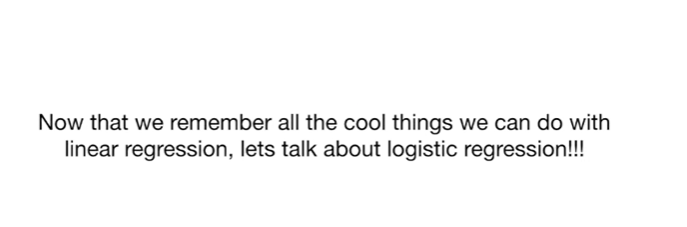 Now that we remember all the cool things we can do with
linear regression, lets talk about logistic regression!!!